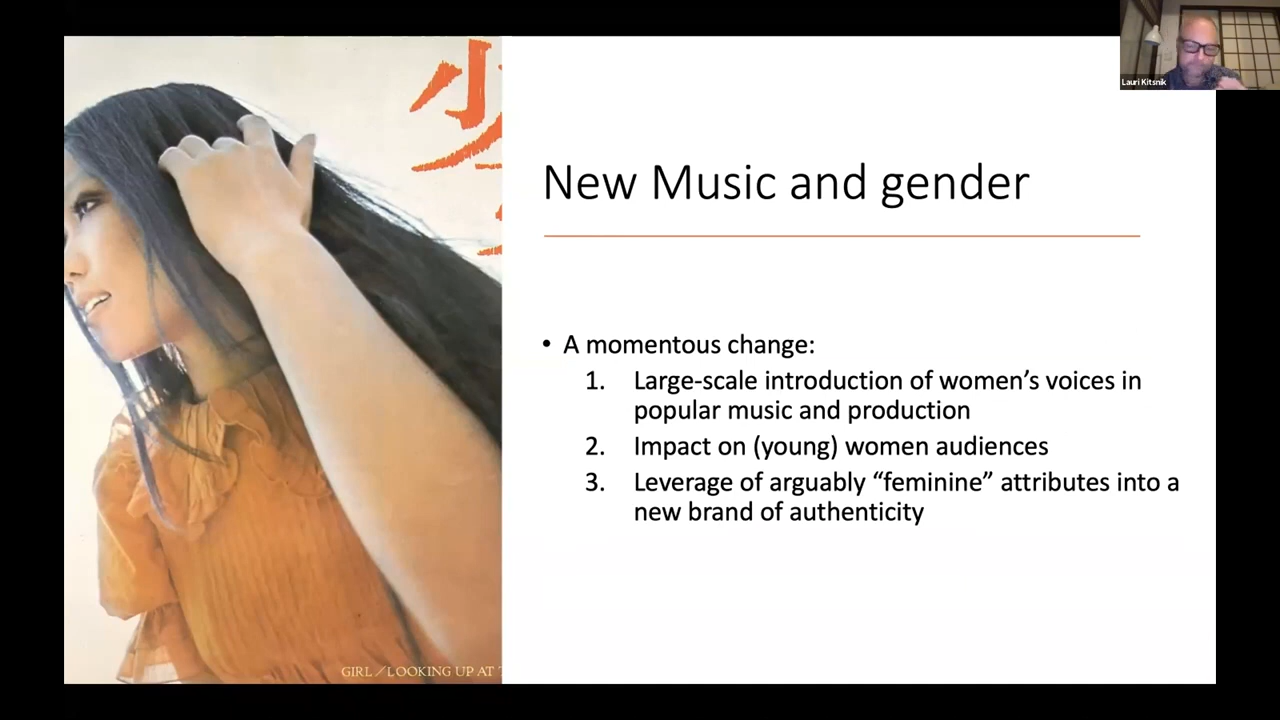 少
Lauri Kitsnik
New Music and gender
• A momentous change:
1. Large-scale introduction of women’s voices in
popular music and production
2. Impact on (young) women audiences
3. Leverage of arguably “feminine” attributes into a
new brand of authenticity
GIRL／LOOKING UP AT